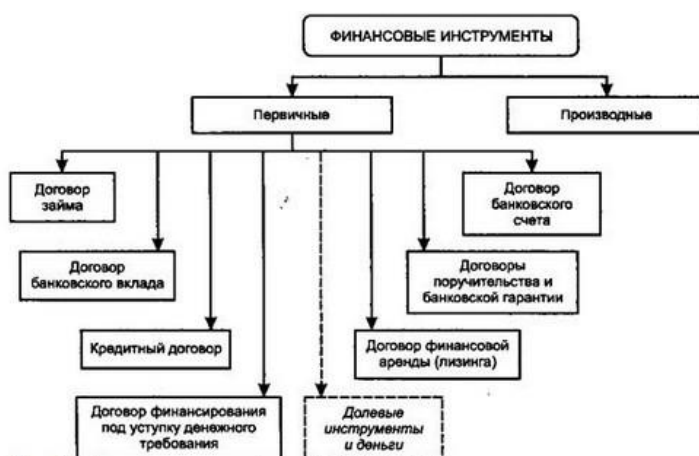 ФИНАНСОВЫЕ ИНСТРУМЕНТЫ
Первичные
Производные
Договор
займа
Договор
банковского
счета
Договор
банковского вклада
Договоры
поручительства и
банковской гарантии
Кредитный договор
Договор финансовой
аренды (лизинга)
Договор финансирования
под уступку денежного
требования
Долевые
инструменты
и деньги